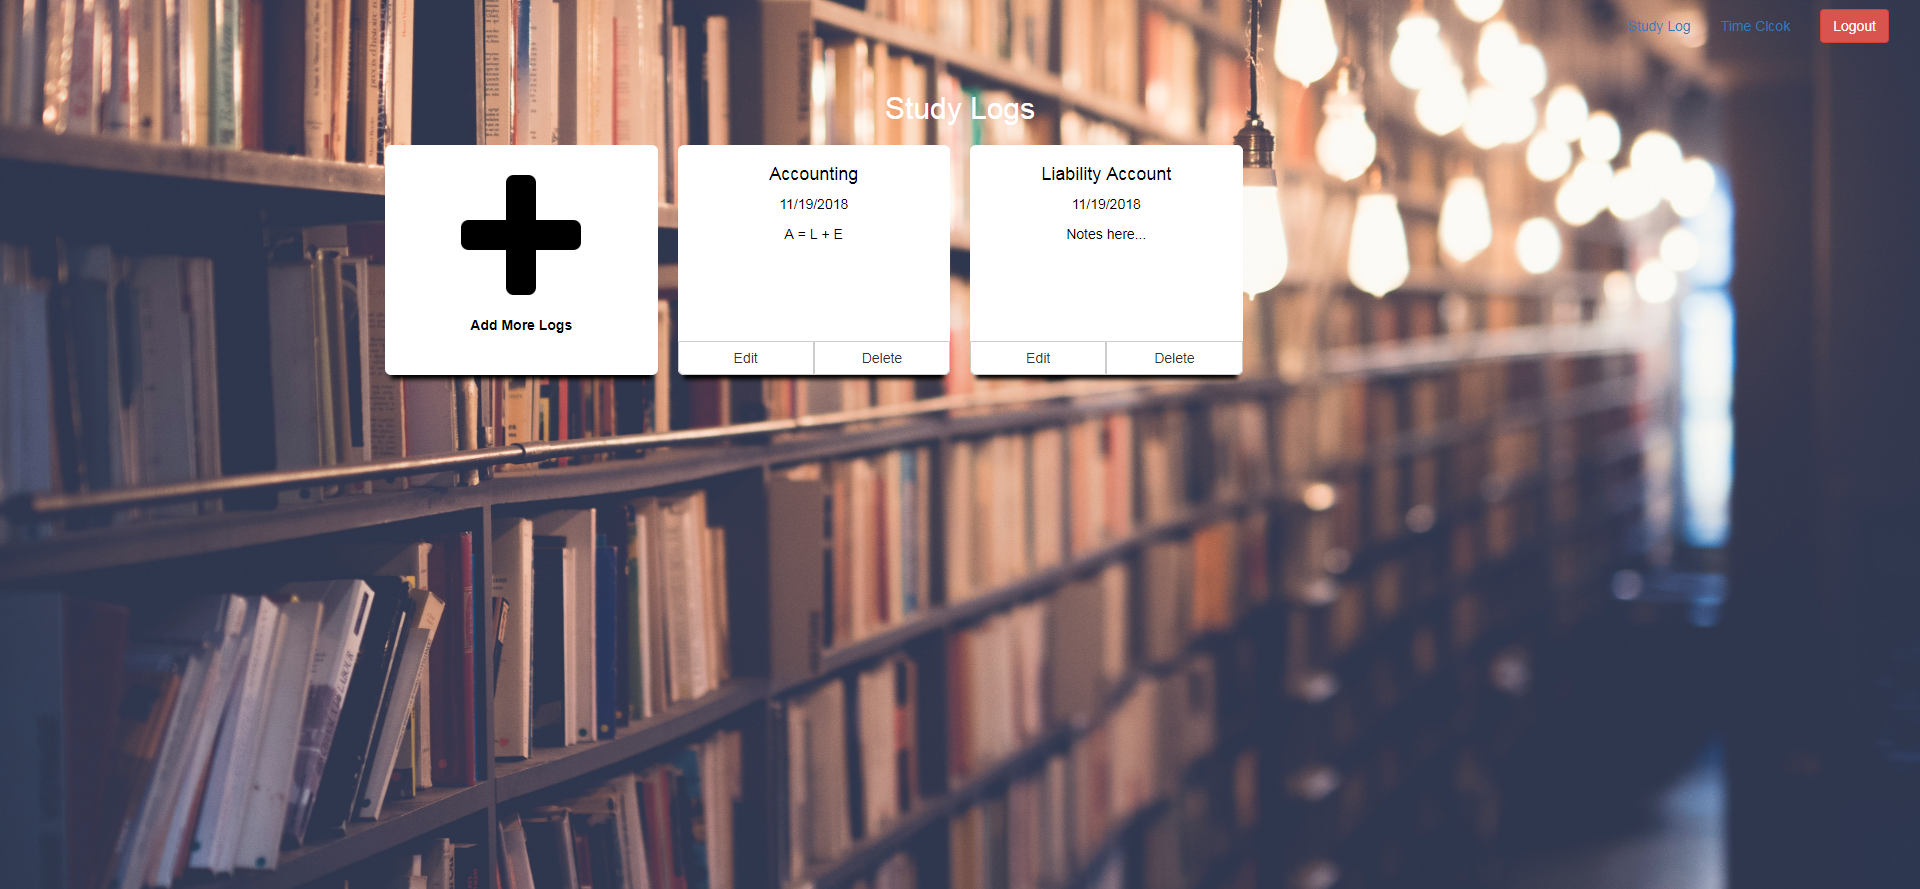 Study Log Time Clcok Logout
Study Logs
Add More Logs
Accounting
11/19/2018
A = L + E
Edit Delete
Liability Account
11/19/2018
Notes here...
Edit Delete